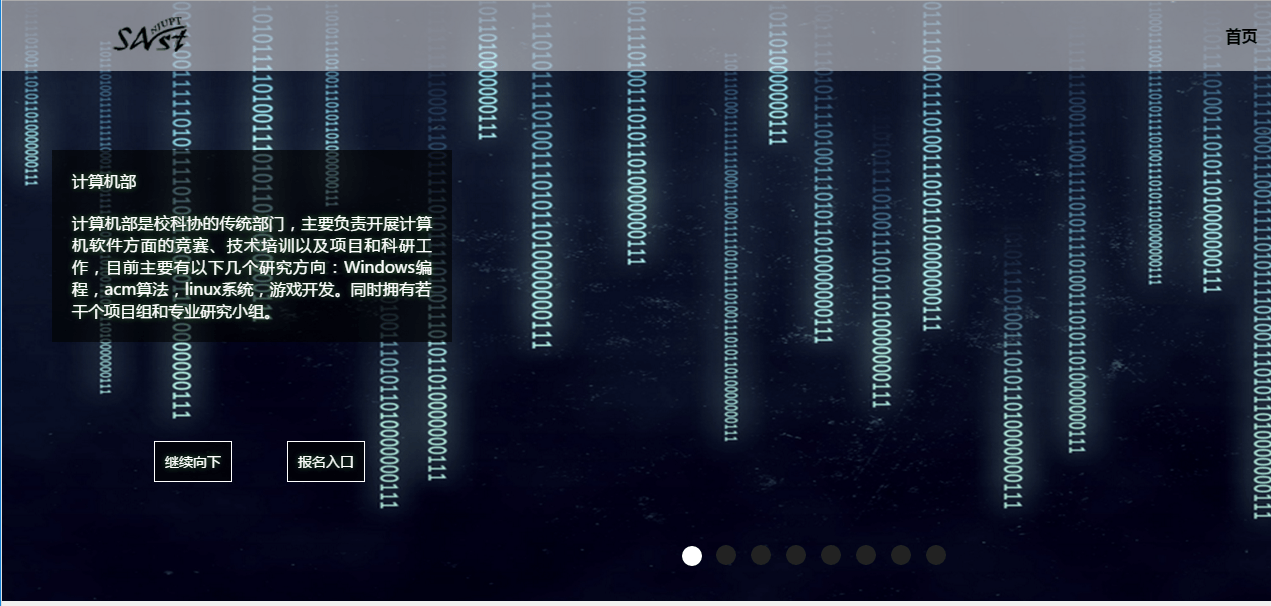 NJUPT
SAst
首页
计算机部
计算机部是校科协的传统部门，主要负责开展计算
机软件方面的竞赛、技术培训以及项目和科研工
作，目前主要有以下几个研究方向：Windows编
程，acm算法，linux系统，游戏开发。同时拥有若
干个项目组和专业研究小组。
继续向下
报名入口